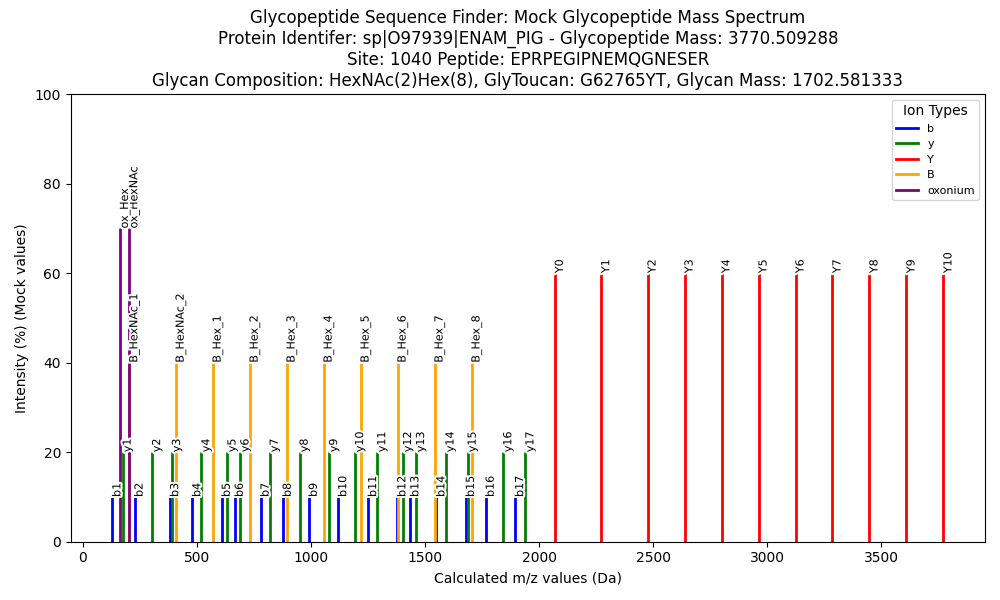 Glycopeptide Sequence Finder: Mock Glycopeptide Mass Spectrum
Protein Identifer: sp|O97939|ENAM_PIG - Glycopeptide Mass: 3770.509288
Site: 1040 Peptide: EPRPEGIPNEMQGNESER
Glycan Composition: HexNAc(2)Hex(8), GlyToucan: G62765YT, Glycan Mass: 1702.581333
Intensity (%) (Mock values)
100
80
60
40
20
0
Ion Types
b
y
Y
B
oxonium
ox_Hex
ox_HexNAc
Y0
Y1
Y2
Y3
Y4
Y5
Y6
Y7
Y8
Y9
Y10
B_HexNAc_1
B_HexNAc_2
B_Hex_1
B_Hex_2
B_Hex_3
B_Hex_4
B_Hex_5
B_Hex_6
B_Hex_7
B_Hex_8
y1
y2
y3
y4
y5
y6
y7
y8
y9
y10
y11
y12
y13
y14
y15
y16
y17
b1
b2
b3
b4
b5
b6
b7
b8
b9
b10
b11
b12
b13
b14
b15
b16
b17
0
500
1000
1500
2000
2500
3000
3500
Calculated m/z values (Da)